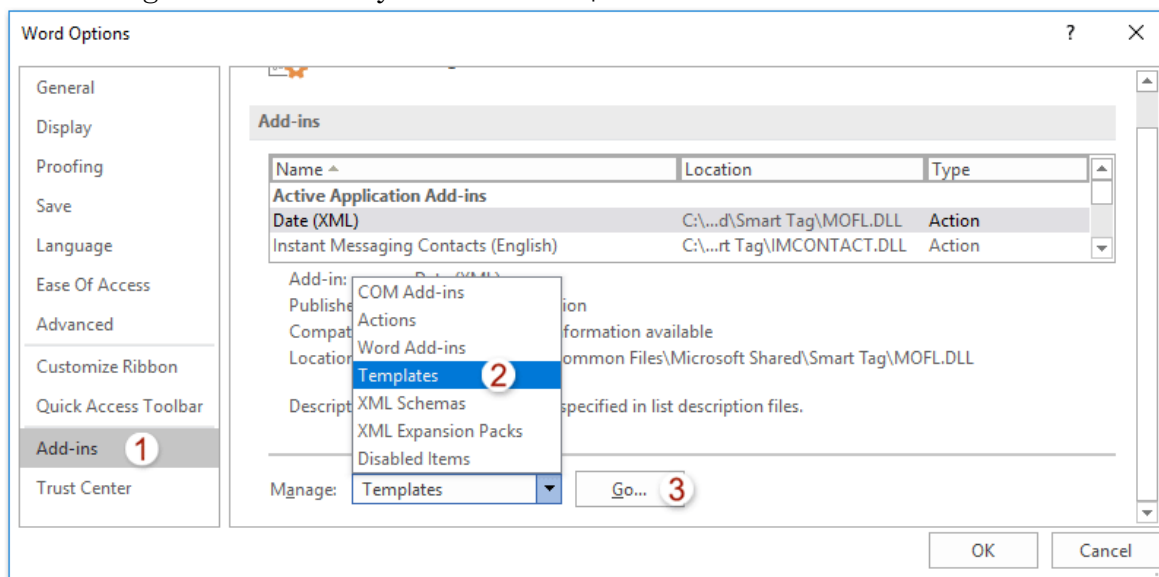 Word Options ? ×
General
Display
Proofing
Save
Language
Ease Of Access
Advanced
Customize Ribbon
Quick Access Toolbar
Add-ins 1
Trust Center
Add-ins
Name Location Type
Active Application Add-ins
Date (XML) C:\...d\Smart Tag\MOFL.DLL Action
Instant Messaging Contacts (English) C:\...rt Tag\IMCONTACT.DLL Action
Add-in:
Publishe ion
Compat formation available
Location ommon Files\Microsoft Shared\Smart Tag\MOFL.DLL
Descript specified in list description files.
COM Add-ins
Actions
Word Add-ins
Templates 2
XML Schemas
XML Expansion Packs
Disabled Items
Manage: Templates Go... 3
OK Cancel